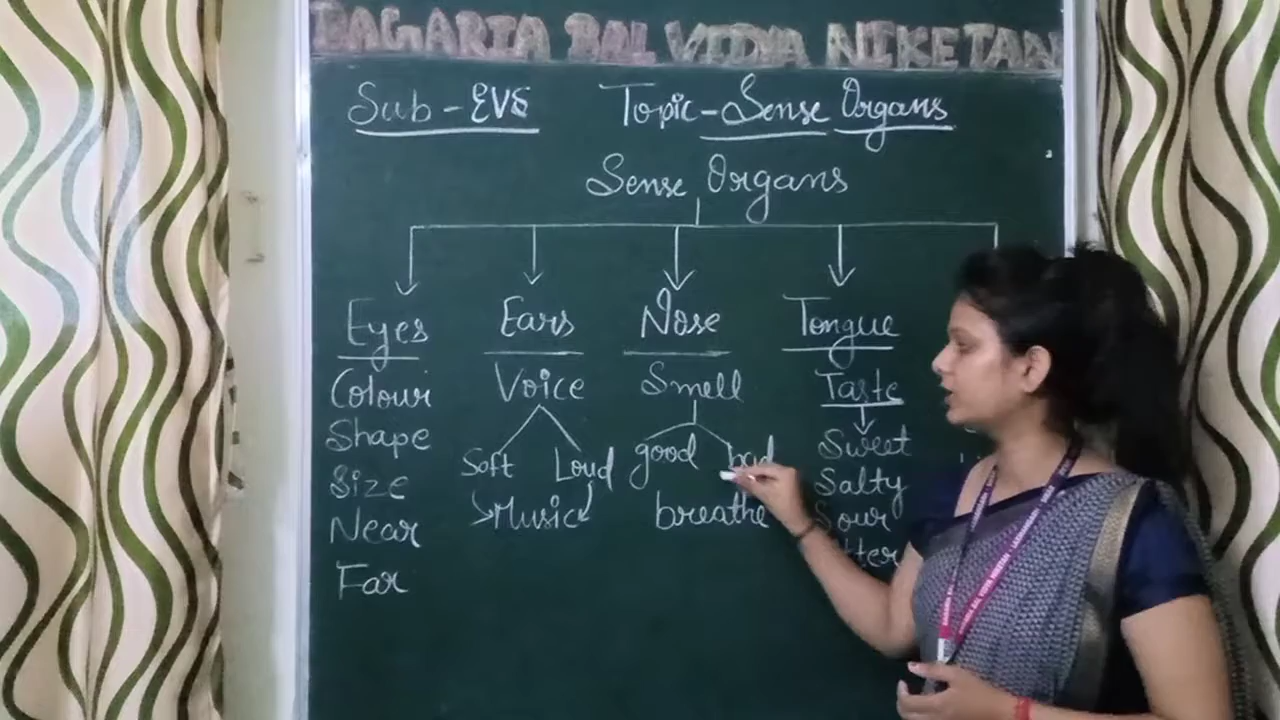 BAGARIA BAL VIDYA NIKETAN
Sub - EVS Topic - Sense Organs
Sense Organs
Eyes Ears Nose Tongue
Colour Voice Smell Taste
Shape Soft Loud good bad Sweet
Size Salty
Near Music breathe Sour
Far